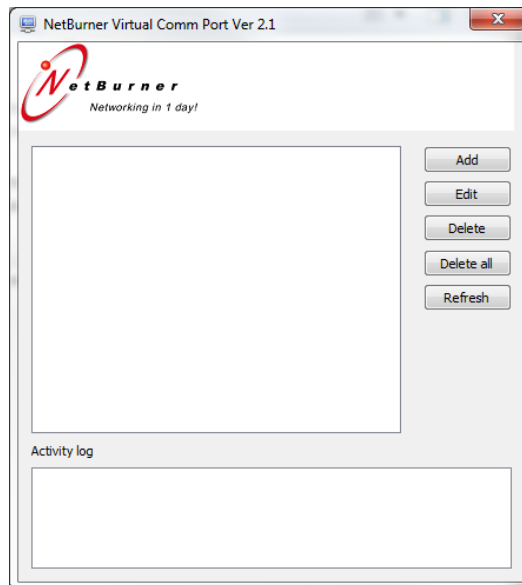 NetBurner Virtual Comm Port Ver 2.1
NetBurner
Networking in 1 day!
Add
Edit
Delete
Delete all
Refresh
Activity log